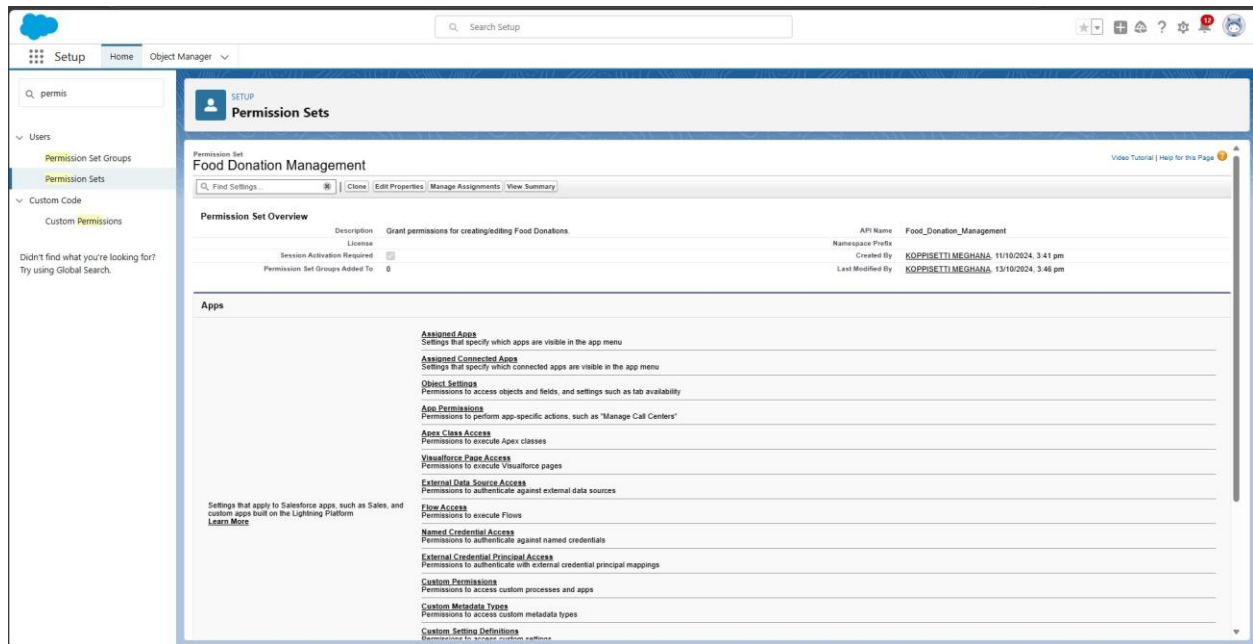 Search Setup
12
Setup
Home
Object Manager
permis
Users
Permission Set Groups
Permission Sets
Custom Code
Custom Permissions
Didn't find what you're looking for?
Try using Global Search.
SETUP
Permission Sets
Permission Set
Food Donation Management
Video Tutorial | Help for this Page
Find Settings...
Clone
Edit Properties
Manage Assignments
View Summary
Permission Set Overview
Description Grant permissions for creating/editing Food Donations.
API Name Food_Donation_Management
License
Namespace Prefix
Session Activation Required
Created By KOPPISETTI MEGHANA, 11/10/2024, 3:41 pm
Permission Set Groups Added To 0
Last Modified By KOPPISETTI MEGHANA, 13/10/2024, 3:46 pm
Apps
Settings that apply to Salesforce apps, such as Sales, and
custom apps built on the Lightning Platform
Learn More
Assigned Apps
Settings that specify which apps are visible in the app menu
Assigned Connected Apps
Settings that specify which connected apps are visible in the app menu
Object Settings
Permissions to access objects and fields, and settings such as tab availability
App Permissions
Permissions to perform app-specific actions, such as "Manage Call Centers"
Apex Class Access
Permissions to execute Apex classes
Visualforce Page Access
Permissions to execute Visualforce pages
External Data Source Access
Permissions to authenticate against external data sources
Flow Access
Permissions to execute Flows
Named Credential Access
Permissions to authenticate against named credentials
External Credential Principal Access
Permissions to authenticate with external credential principal mappings
Custom Permissions
Permissions to access custom processes and apps
Custom Metadata Types
Permissions to access custom metadata types
Custom Setting Definitions
Permissions to access custom settings